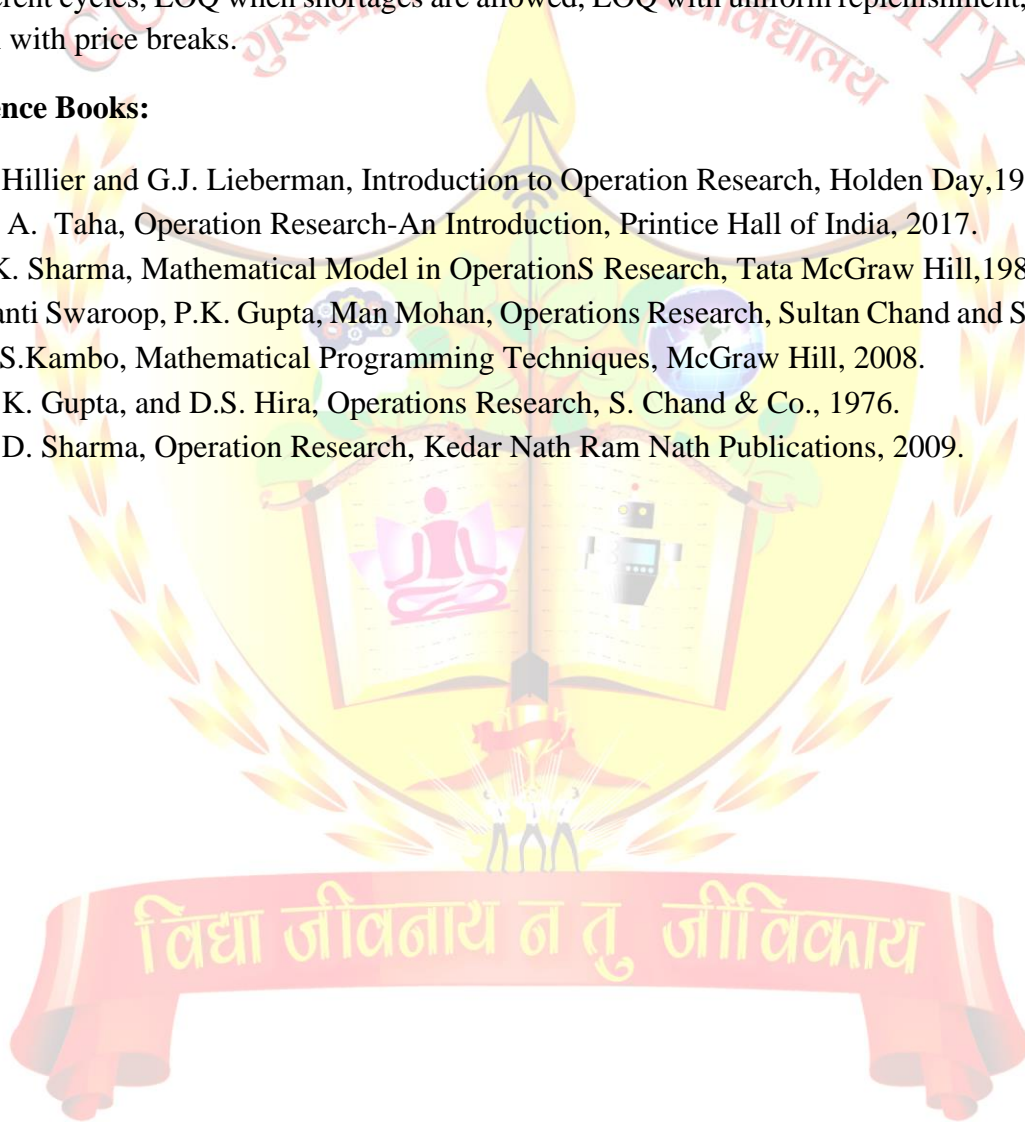 erent cycles, EOQ when shortages are allowed, EOQ with uniform replenishment,
with price breaks.
ence Books:
Hillier and G.J. Lieberman, Introduction to Operation Research, Holden Day,19
A. Taha, Operation Research-An Introduction, Printice Hall of India, 2017.
K. Sharma, Mathematical Model in OperationS Research, Tata McGraw Hill,198
anti Swaroop, P.K. Gupta, Man Mohan, Operations Research, Sultan Chand and S
S.Kambo, Mathematical Programming Techniques, McGraw Hill, 2008.
K. Gupta, and D.S. Hira, Operations Research, S. Chand & Co., 1976.
D. Sharma, Operation Research, Kedar Nath Ram Nath Publications, 2009.
विद्या जीवनाय न तु जीविकाय